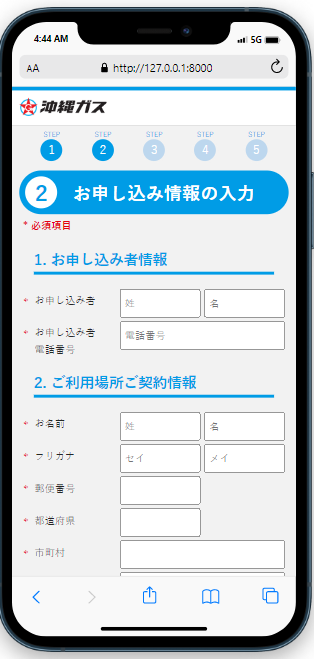 4:44 AM 5G
AA http://127.0.0.1:8000
沖縄ガス
STEP STEP STEP STEP STEP
1 2 3 4 5
2 お申し込み情報の入力
* 必須項目
1. お申し込み者情報
* お申し込み者 姓 名
* お申し込み者 電話番号
電話番号
2. ご利用場所ご契約情報
* お名前 姓 名
* フリガナ セイ メイ
* 郵便番号
* 都道府県
* 市町村